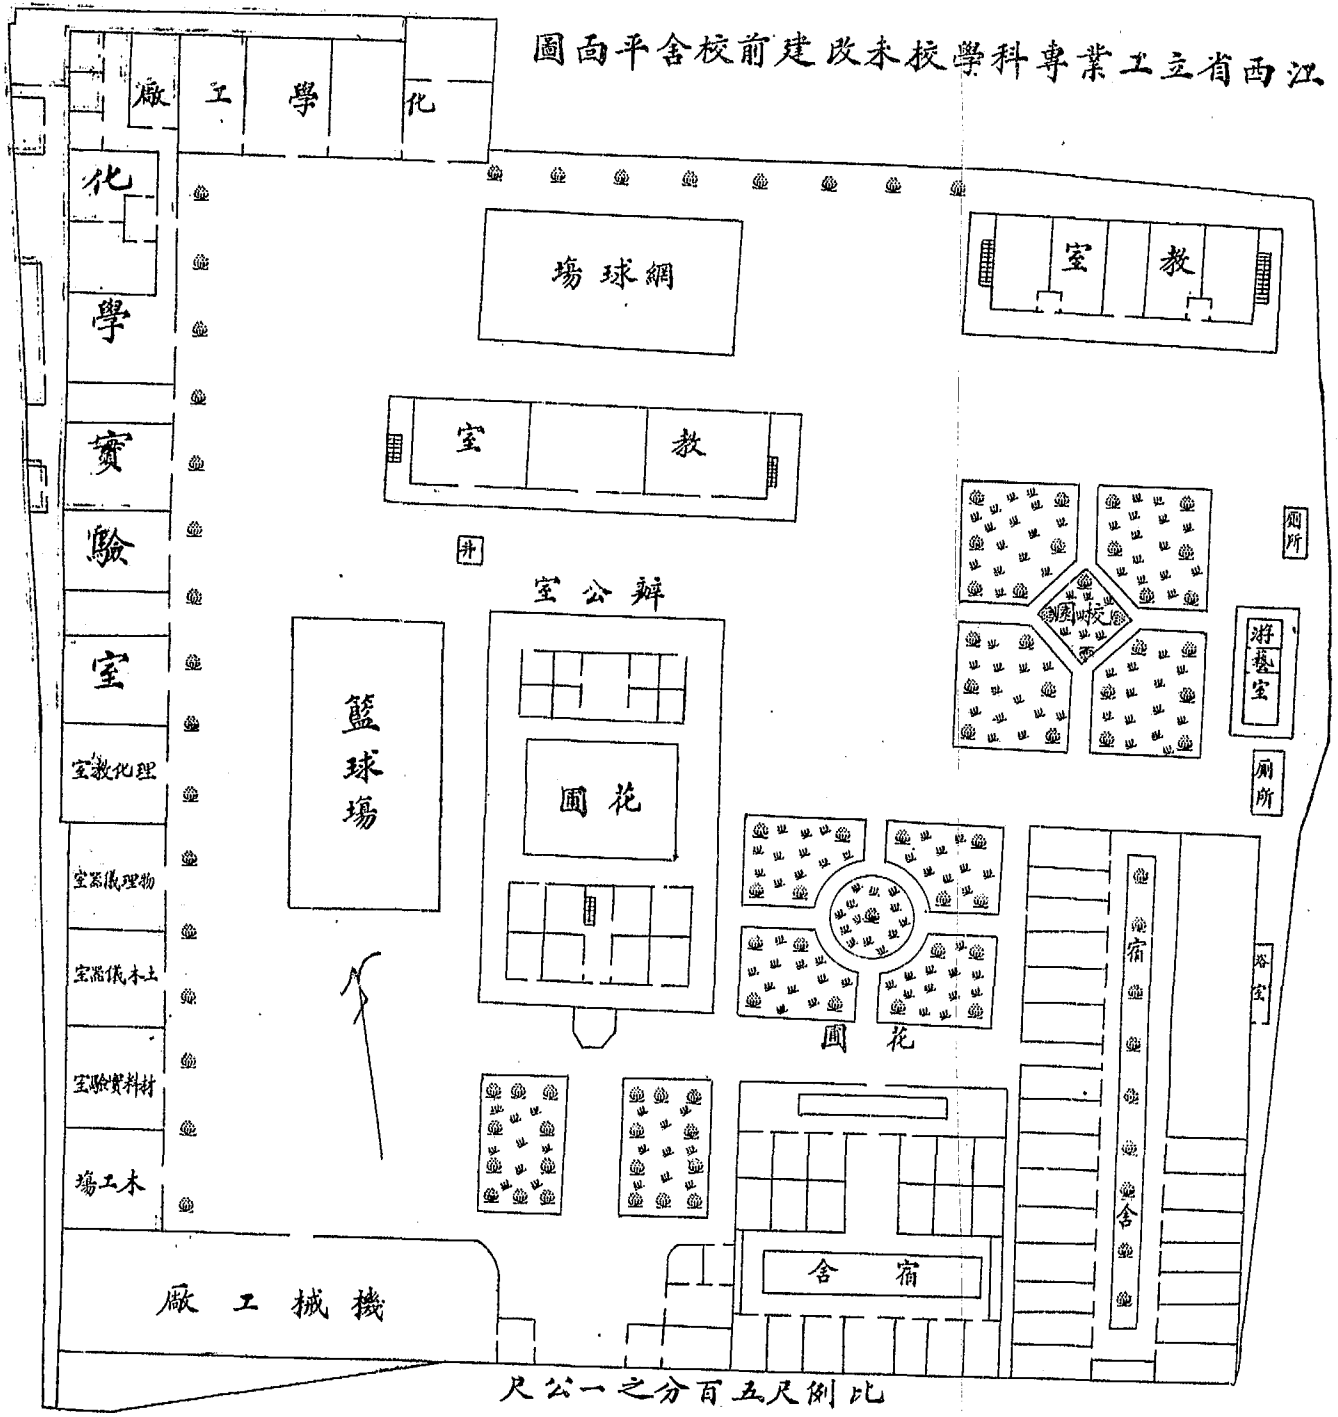 江西省立工業專科學校未改建前校舍平面圖
化學工廠
化學實驗室
網球場
教室
教室
井
辦公室
籃球場
花圃
校園
廁所
游藝室
廁所
理化教室
物理儀器室
土木儀器室
材料實驗室
木工場
花圃
宿舍
浴室
宿舍
機械工廠
比例尺五百分之一公尺